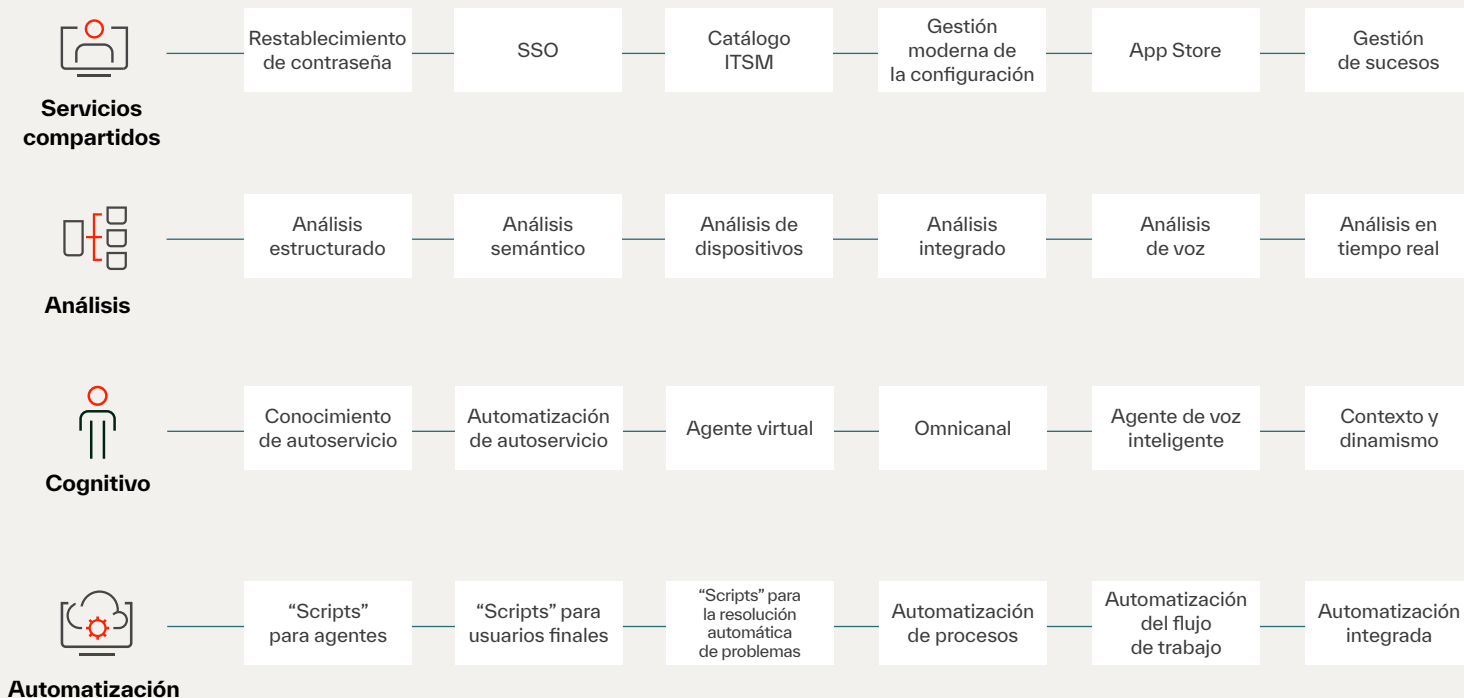 Restablecimiento
de contraseña
SSO
Catálogo
ITSM
Gestión
moderna de
la configuración
App Store
Gestión
de sucesos
Servicios
compartidos
Análisis
estructurado
Análisis
semántico
Análisis de
dispositivos
Análisis
integrado
Análisis
de voz
Análisis en
tiempo real
Análisis
Conocimiento
de autoservicio
Automatización
de autoservicio
Agente virtual
Omnicanal
Agente de voz
inteligente
Contexto y
dinamismo
Cognitivo
“Scripts”
para agentes
“Scripts” para
usuarios finales
“Scripts” para
la resolución
automática
de problemas
Automatización
de procesos
Automatización
del flujo
de trabajo
Automatización
integrada
Automatización